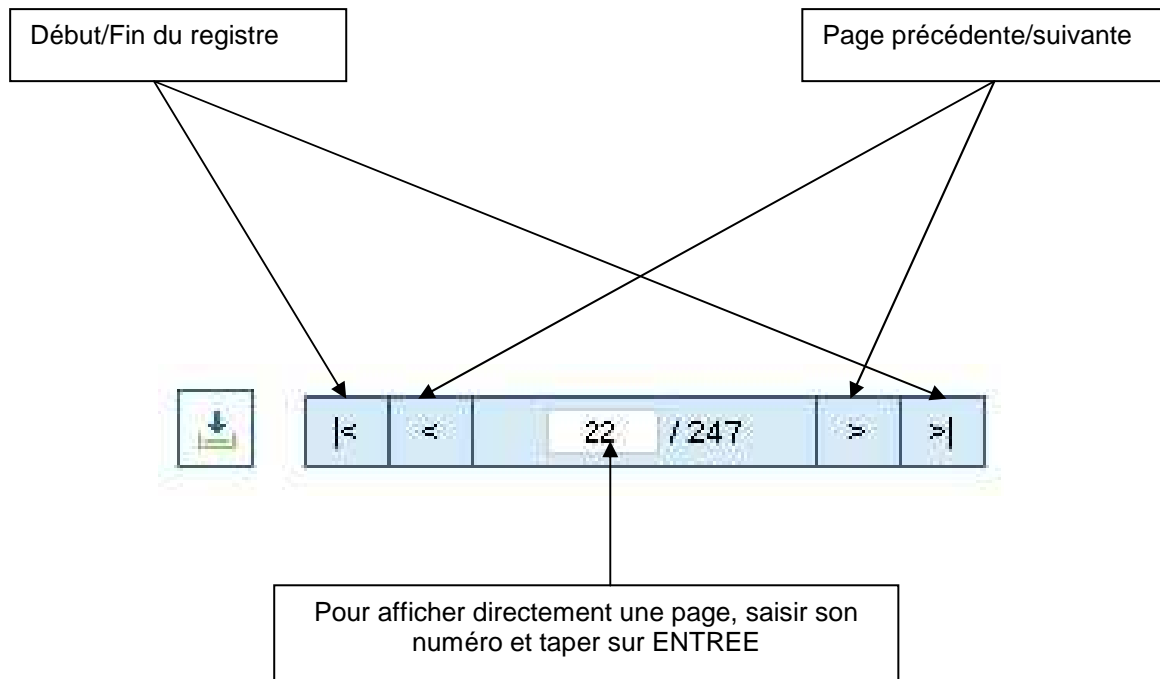 Début/Fin du registre
Page précédente/suivante
|< < 22 / 247 > >|
Pour afficher directement une page, saisir son
numéro et taper sur ENTREE